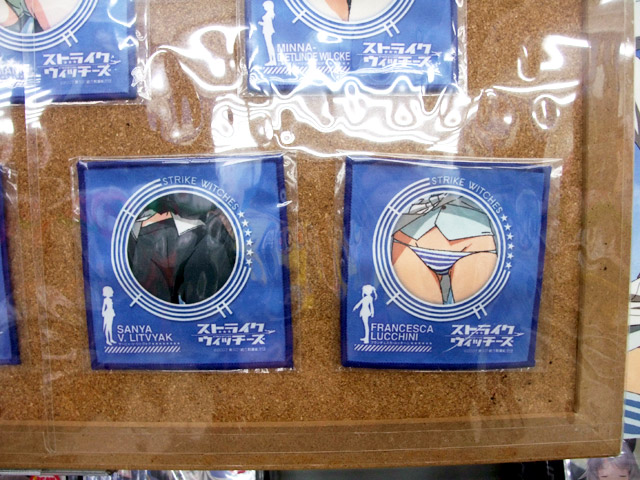 ストライク
ウィッチーズ
MINNA-
DIETLINDE WILCKE
ストライク
ウィッチーズ
STRIKE WITCHES
SANYA
V. LITVYAK
ストライク
ウィッチーズ
STRIKE WITCHES
FRANCESCA
LUCCHINI
ストライク
ウィッチーズ